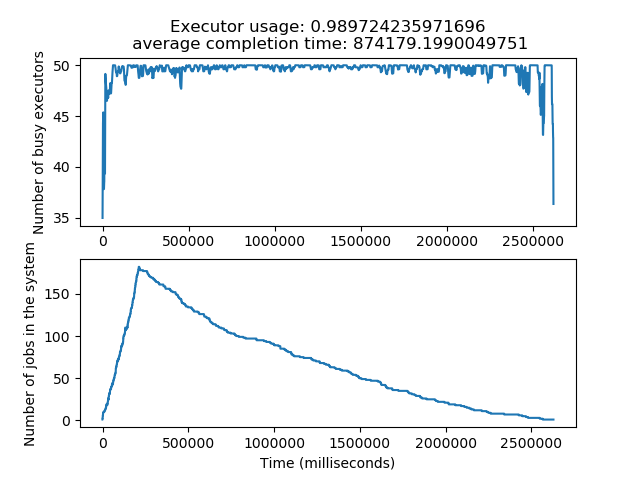 Executor usage: 0.989724235971696
average completion time: 874179.1990049751
Number of busy executors
50
45
40
35
0 500000 1000000 1500000 2000000 2500000
Number of jobs in the system
150
100
50
0
0 500000 1000000 1500000 2000000 2500000
Time (milliseconds)